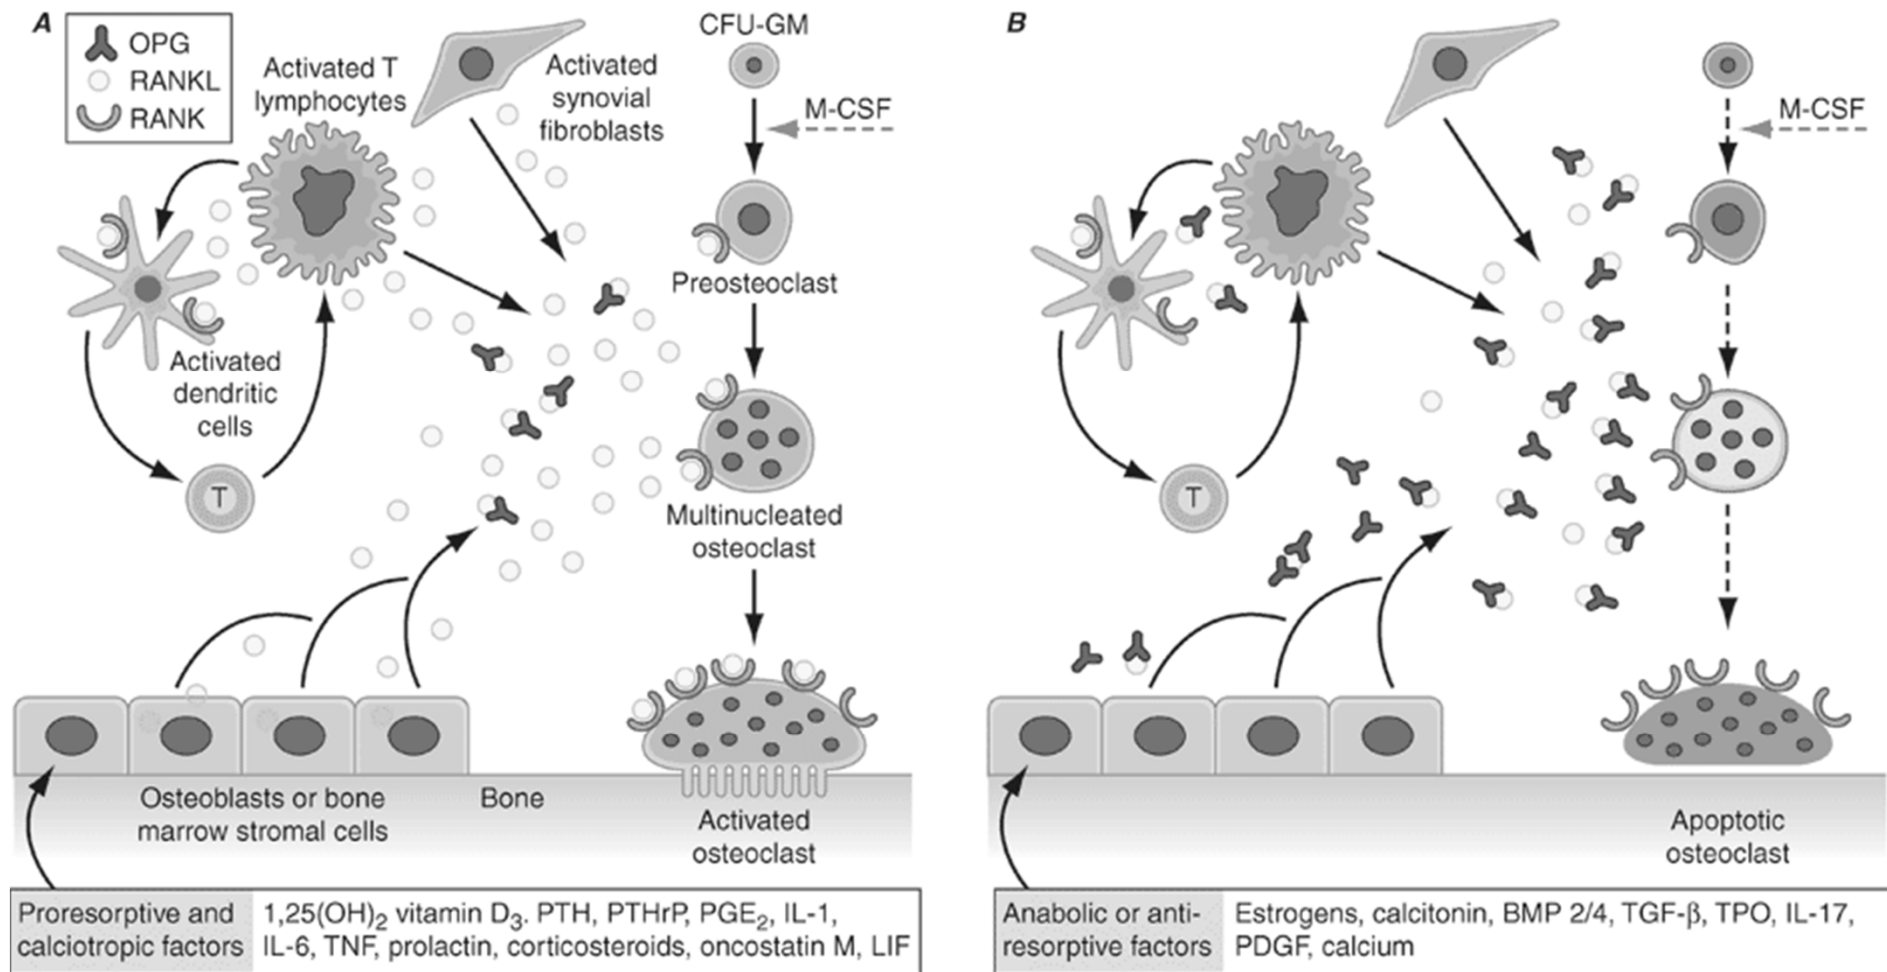 A
OPG
RANKL
RANK
Activated T
lymphocytes
Activated
synovial
fibroblasts
CFU-GM
M-CSF
Preosteoclast
Activated
dendritic
cells
T
Multinucleated
osteoclast
Osteoblasts or bone
marrow stromal cells
Bone
Activated
osteoclast
Proresorptive and
calciotropic factors
1,25(OH)2 vitamin D3. PTH, PTHrP, PGE2, IL-1,
IL-6, TNF, prolactin, corticosteroids, oncostatin M, LIF
B
M-CSF
T
Apoptotic
osteoclast
Anabolic or anti-
resorptive factors
Estrogens, calcitonin, BMP 2/4, TGF-β, TPO, IL-17,
PDGF, calcium